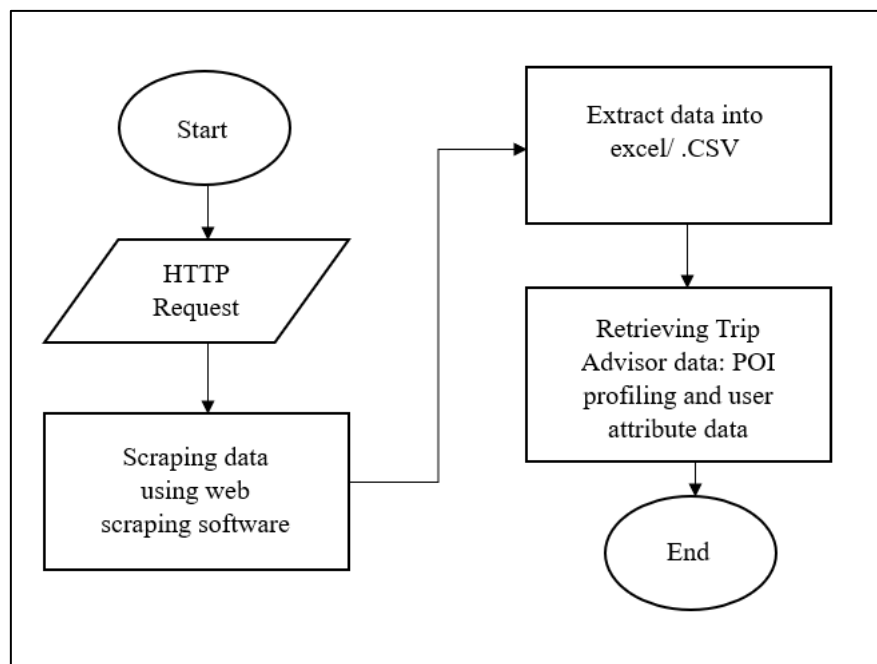 Start
HTTP
Request
Scraping data
using web
scraping software
Extract data into
excel/ .CSV
Retrieving Trip
Advisor data: POI
profiling and user
attribute data
End